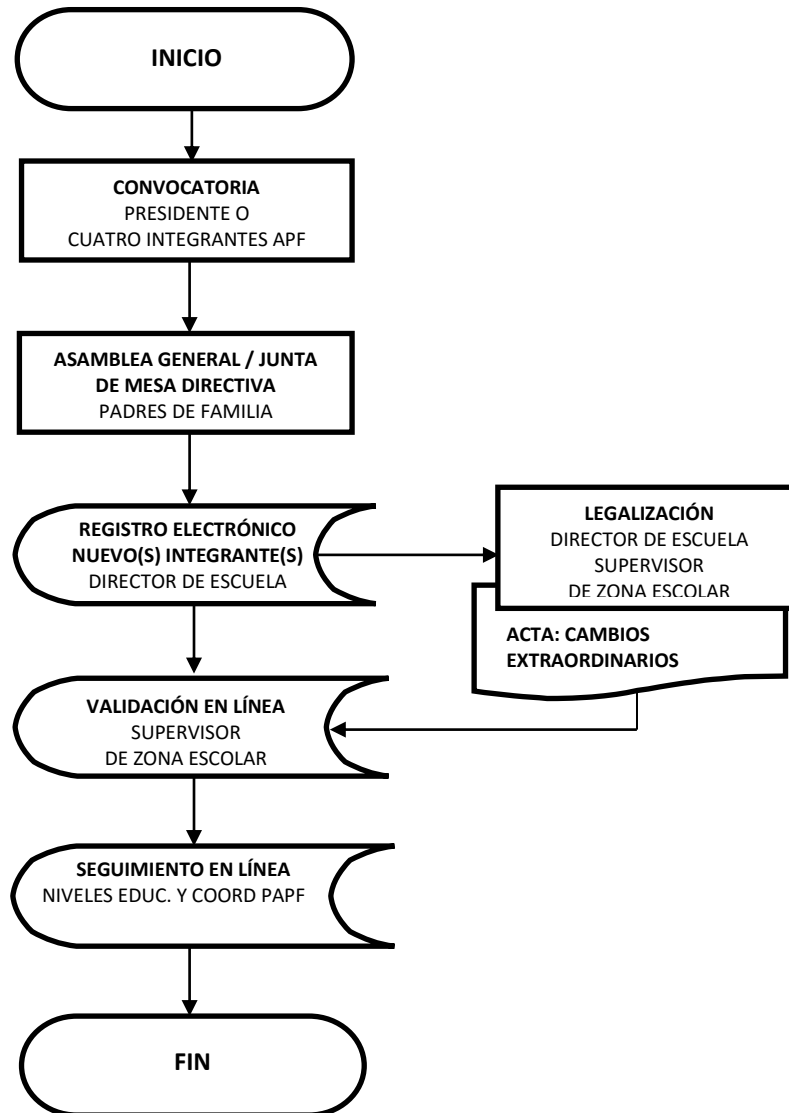 INICIO
CONVOCATORIA
PRESIDENTE O
CUATRO INTEGRANTES APF
ASAMBLEA GENERAL / JUNTA
DE MESA DIRECTIVA
PADRES DE FAMILIA
REGISTRO ELECTRÓNICO
NUEVO(S) INTEGRANTE(S)
DIRECTOR DE ESCUELA
LEGALIZACIÓN
DIRECTOR DE ESCUELA
SUPERVISOR
DE ZONA ESCOLAR
ACTA: CAMBIOS
EXTRAORDINARIOS
VALIDACIÓN EN LÍNEA
SUPERVISOR
DE ZONA ESCOLAR
SEGUIMIENTO EN LÍNEA
NIVELES EDUC. Y COORD PAPF
FIN